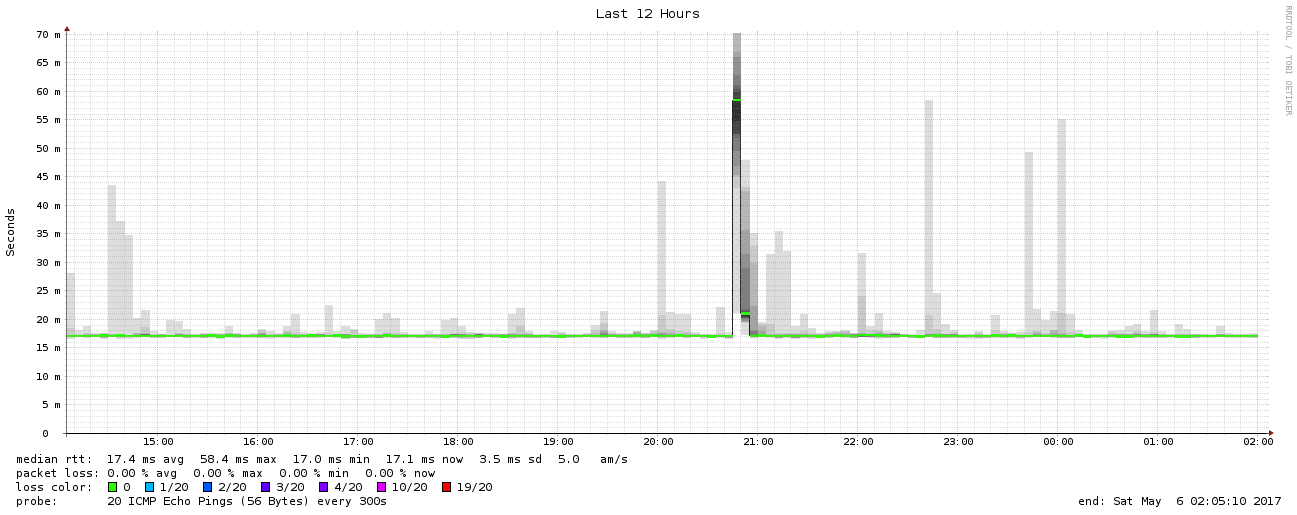 Last 12 Hours
RRDTOOL / TOBI OETIKER
Seconds
70 m
65 m
60 m
55 m
50 m
45 m
40 m
35 m
30 m
25 m
20 m
15 m
10 m
5 m
0
15:00 16:00 17:00 18:00 19:00 20:00 21:00 22:00 23:00 00:00 01:00 02:00
median rtt: 17.4 ms avg 58.4 ms max 17.0 ms min 17.1 ms now 3.5 ms sd 5.0 am/s
packet loss: 0.00 % avg 0.00 % max 0.00 % min 0.00 % now
loss color: 0 1/20 2/20 3/20 4/20 10/20 19/20
probe: 20 ICMP Echo Pings (56 Bytes) every 300s end: Sat May 6 02:05:10 2017